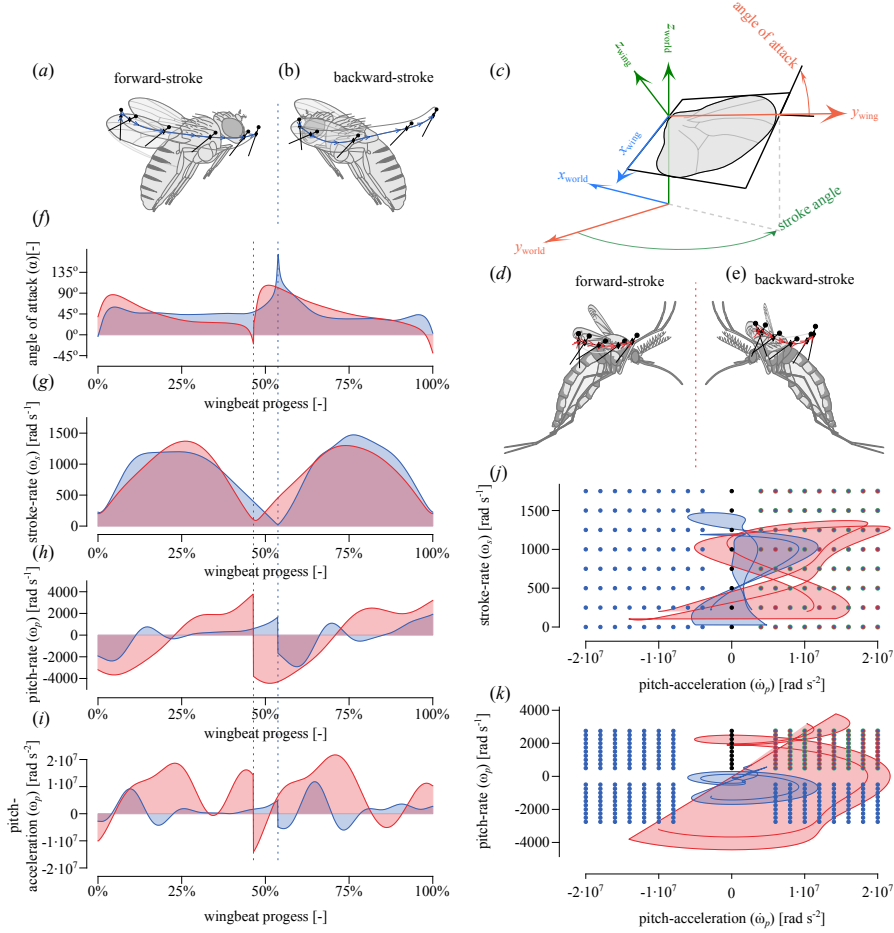 (a)
forward-stroke
(b)
backward-stroke
(c)
z_world
z_wing
angle of attack
y_wing
x_wing
x_world
stroke angle
y_world
(d)
forward-stroke
(e)
backward-stroke
(f)
angle of attack (α)[-]
135º
90º
45º
0º
-45º
0% 25% 50% 75% 100%
wingbeat progess [-]
(g)
stroke-rate (ω_s) [rad s⁻¹]
1500
1000
500
0
0% 25% 50% 75% 100%
wingbeat progess [-]
(h)
pitch-rate (ω_p) [rad s⁻¹]
4000
2000
0
-2000
-4000
0% 25% 50% 75% 100%
wingbeat progess [-]
(i)
pitch-
acceleration (ω̇_p) [rad s⁻²]
2·10⁷
1·10⁷
0
-1·10⁷
-2·10⁷
0% 25% 50% 75% 100%
wingbeat progess [-]
(j)
stroke-rate (ω_s) [rad s⁻¹]
1500
1000
500
0
-2·10⁷ -1·10⁷ 0 1·10⁷ 2·10⁷
pitch-acceleration (ω̇_p) [rad s⁻²]
(k)
pitch-rate (ω_p) [rad s⁻¹]
4000
2000
0
-2000
-4000
-2·10⁷ -1·10⁷ 0 1·10⁷ 2·10⁷
pitch-acceleration (ω̇_p) [rad s⁻²]